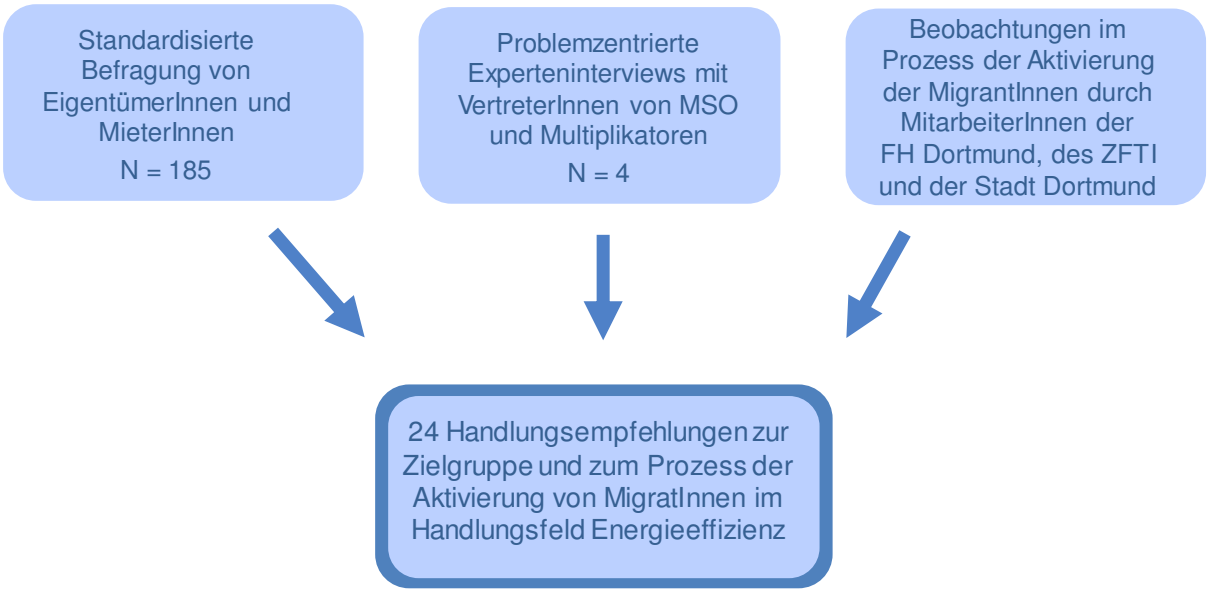 Standardisierte
Befragung von
EigentümerInnen und
MieterInnen
N = 185
Problemzentrierte
Experteninterviews mit
VertreterInnen von MSO
und Multiplikatoren
N = 4
Beobachtungen im
Prozess der Aktivierung
der MigrantInnen durch
MitarbeiterInnen der
FH Dortmund, des ZFTI
und der Stadt Dortmund
24 Handlungsempfehlungen zur
Zielgruppe und zum Prozess der
Aktivierung von MigratInnen im
Handlungsfeld Energieeffizienz